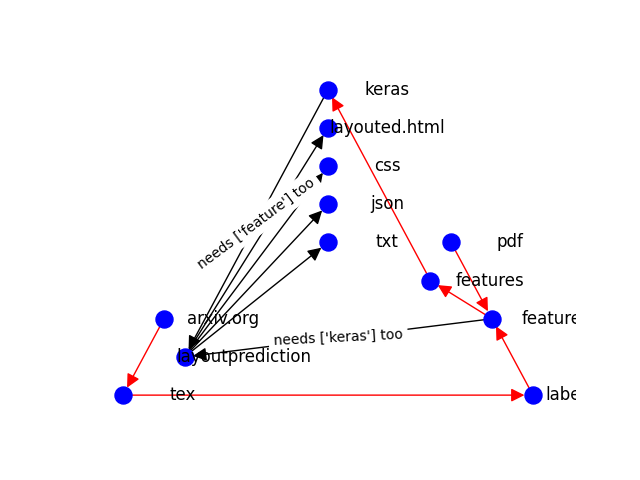 keras
layouted.html
css
needs ['feature'] too
json
txt
pdf
features
arxiv.org
feature
needs ['keras'] too
layoutprediction
tex
labe